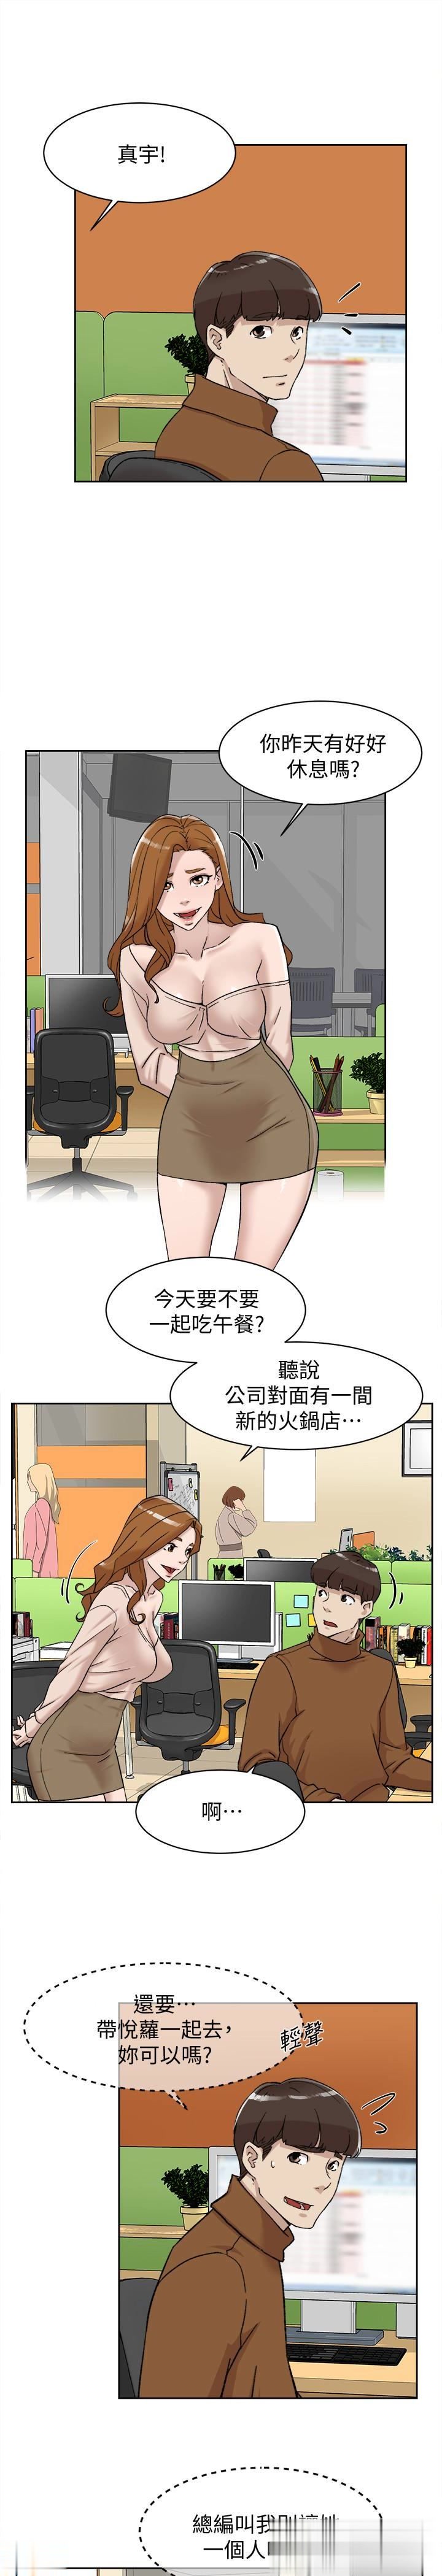 真宇!
你昨天有好好
休息嗎?
今天要不要
一起吃午餐?
聽說
公司對面有一間
新的火鍋店…
啊…
還要…
帶悅蘿一起去,
妳可以嗎?
輕聲
總編叫我別讓她
一個人